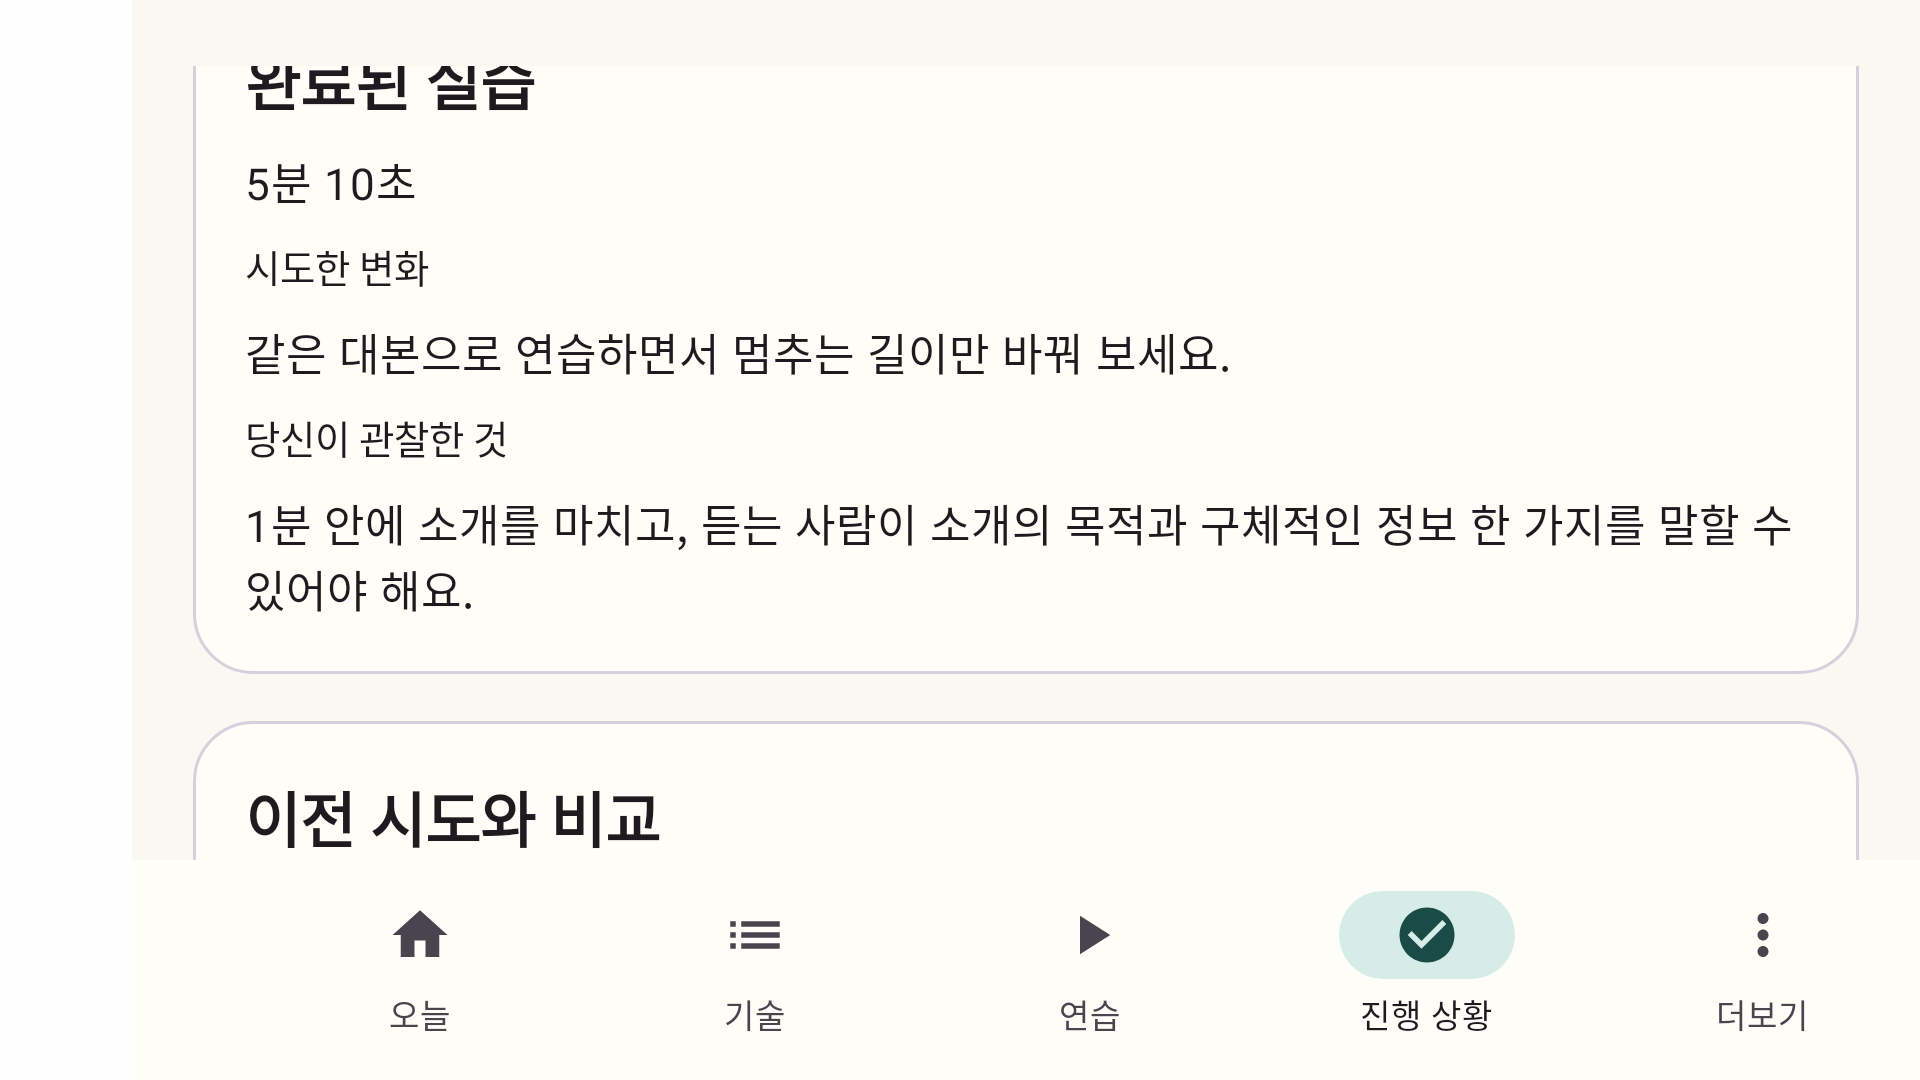 완료된 실습
5분 10초
시도한 변화
같은 대본으로 연습하면서 멈추는 길이만 바꿔 보세요.
당신이 관찰한 것
1분 안에 소개를 마치고, 듣는 사람이 소개의 목적과 구체적인 정보 한 가지를 말할 수
있어야 해요.
이전 시도와 비교
오늘
기술
연습
진행 상황
더보기